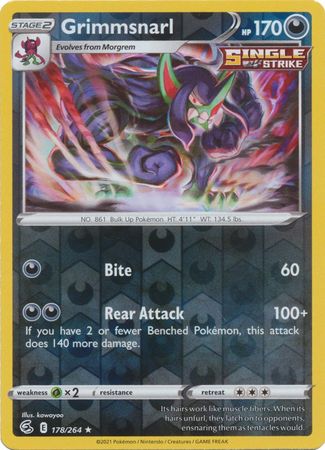 STAGE2 Grimmsnarl HP 170
Evolves from Morgrem
SINGLE
STRIKE
NO. 861 Bulk Up Pokémon HT: 4'11" WT: 134.5 lbs.
Bite 60
Rear Attack 100+
If you have 2 or fewer Benched Pokémon, this attack
does 140 more damage.
weakness ×2 resistance retreat
Illus. kawayoo
Its hairs work like muscle fibers. When its
hairs unfurl, they latch on to opponents,
ensnaring them as tentacles would.
E 178/264 ★
©2021 Pokémon / Nintendo / Creatures / GAME FREAK